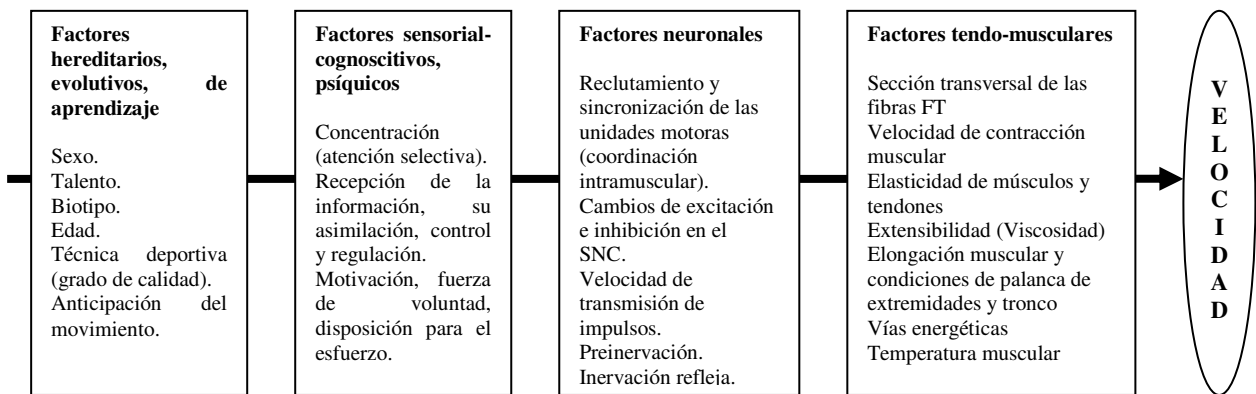 Factores
hereditarios,
evolutivos, de
aprendizaje
Sexo.
Talento.
Biotipo.
Edad.
Técnica deportiva
(grado de calidad).
Anticipación del
movimiento.
Factores sensorial-
cognoscitivos,
psíquicos
Concentración
(atención selectiva).
Recepción de la
información, su
asimilación, control
y regulación.
Motivación, fuerza
de voluntad,
disposición para el
esfuerzo.
Factores neuronales
Reclutamiento y
sincronización de las
unidades motoras
(coordinación
intramuscular).
Cambios de excitación
e inhibición en el
SNC.
Velocidad de
transmisión de
impulsos.
Preinervación.
Inervación refleja.
Factores tendo-musculares
Sección transversal de las
fibras FT
Velocidad de contracción
muscular
Elasticidad de músculos y
tendones
Extensibilidad (Viscosidad)
Elongación muscular y
condiciones de palanca de
extremidades y tronco
Vías energéticas
Temperatura muscular
VELOCIDAD